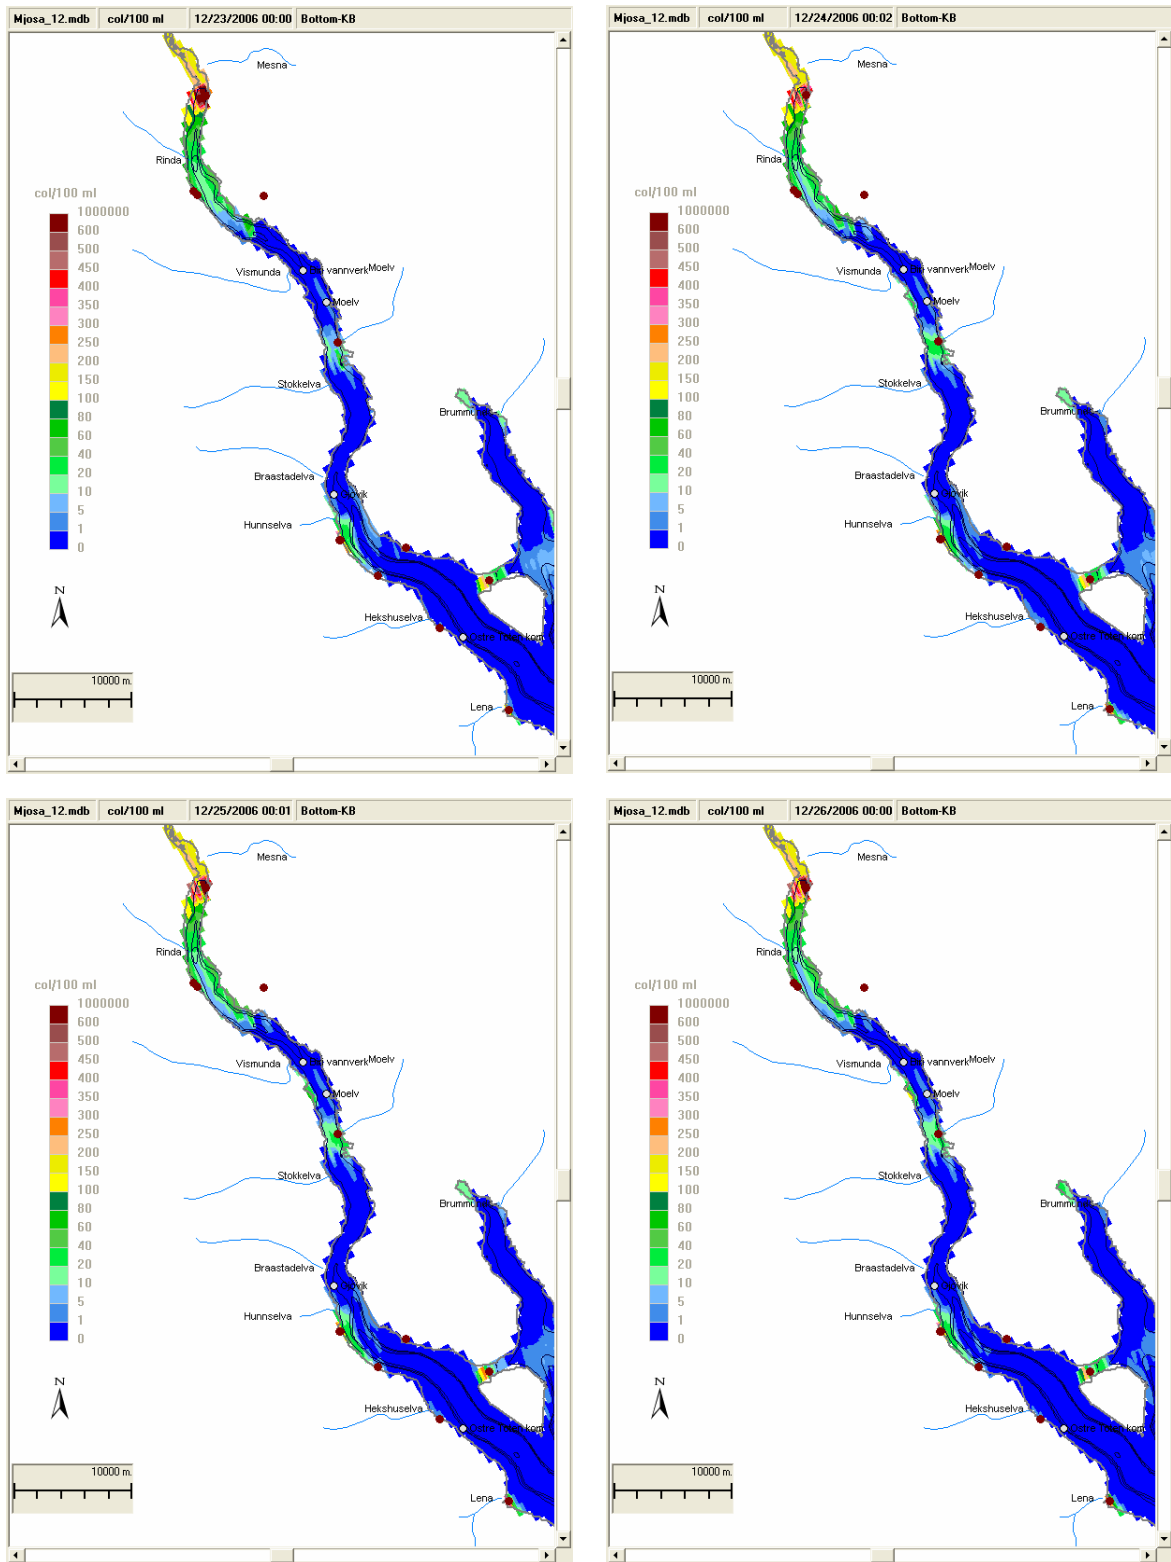 Mjosa_12.mdb col/100 ml 12/23/2006 00:00 Bottom-KB
Mesna
Rinda
col/100 ml
1000000
600
500
450
400
350
300
250
200
150
100
80
60
40
20
10
5
1
0
Vismunda
vannverk
Moelv
Moelv
Stokkelva
Braastadelva
Hunnselva
Hekshuselva
Lena
N
10000 m.
Mjosa_12.mdb col/100 ml 12/24/2006 00:02 Bottom-KB
Mesna
Rinda
col/100 ml
1000000
600
500
450
400
350
300
250
200
150
100
80
60
40
20
10
5
1
0
Vismunda
vannverk
Moelv
Moelv
Stokkelva
Braastadelva
Hunnselva
Hekshuselva
Lena
N
10000 m.
Mjosa_12.mdb col/100 ml 12/25/2006 00:01 Bottom-KB
Mesna
Rinda
col/100 ml
1000000
600
500
450
400
350
300
250
200
150
100
80
60
40
20
10
5
1
0
Vismunda
vannverk
Moelv
Moelv
Stokkelva
Braastadelva
Hunnselva
Hekshuselva
Lena
N
10000 m.
Mjosa_12.mdb col/100 ml 12/26/2006 00:00 Bottom-KB
Mesna
Rinda
col/100 ml
1000000
600
500
450
400
350
300
250
200
150
100
80
60
40
20
10
5
1
0
Vismunda
vannverk
Moelv
Moelv
Stokkelva
Braastadelva
Hunnselva
Hekshuselva
Lena
N
10000 m.